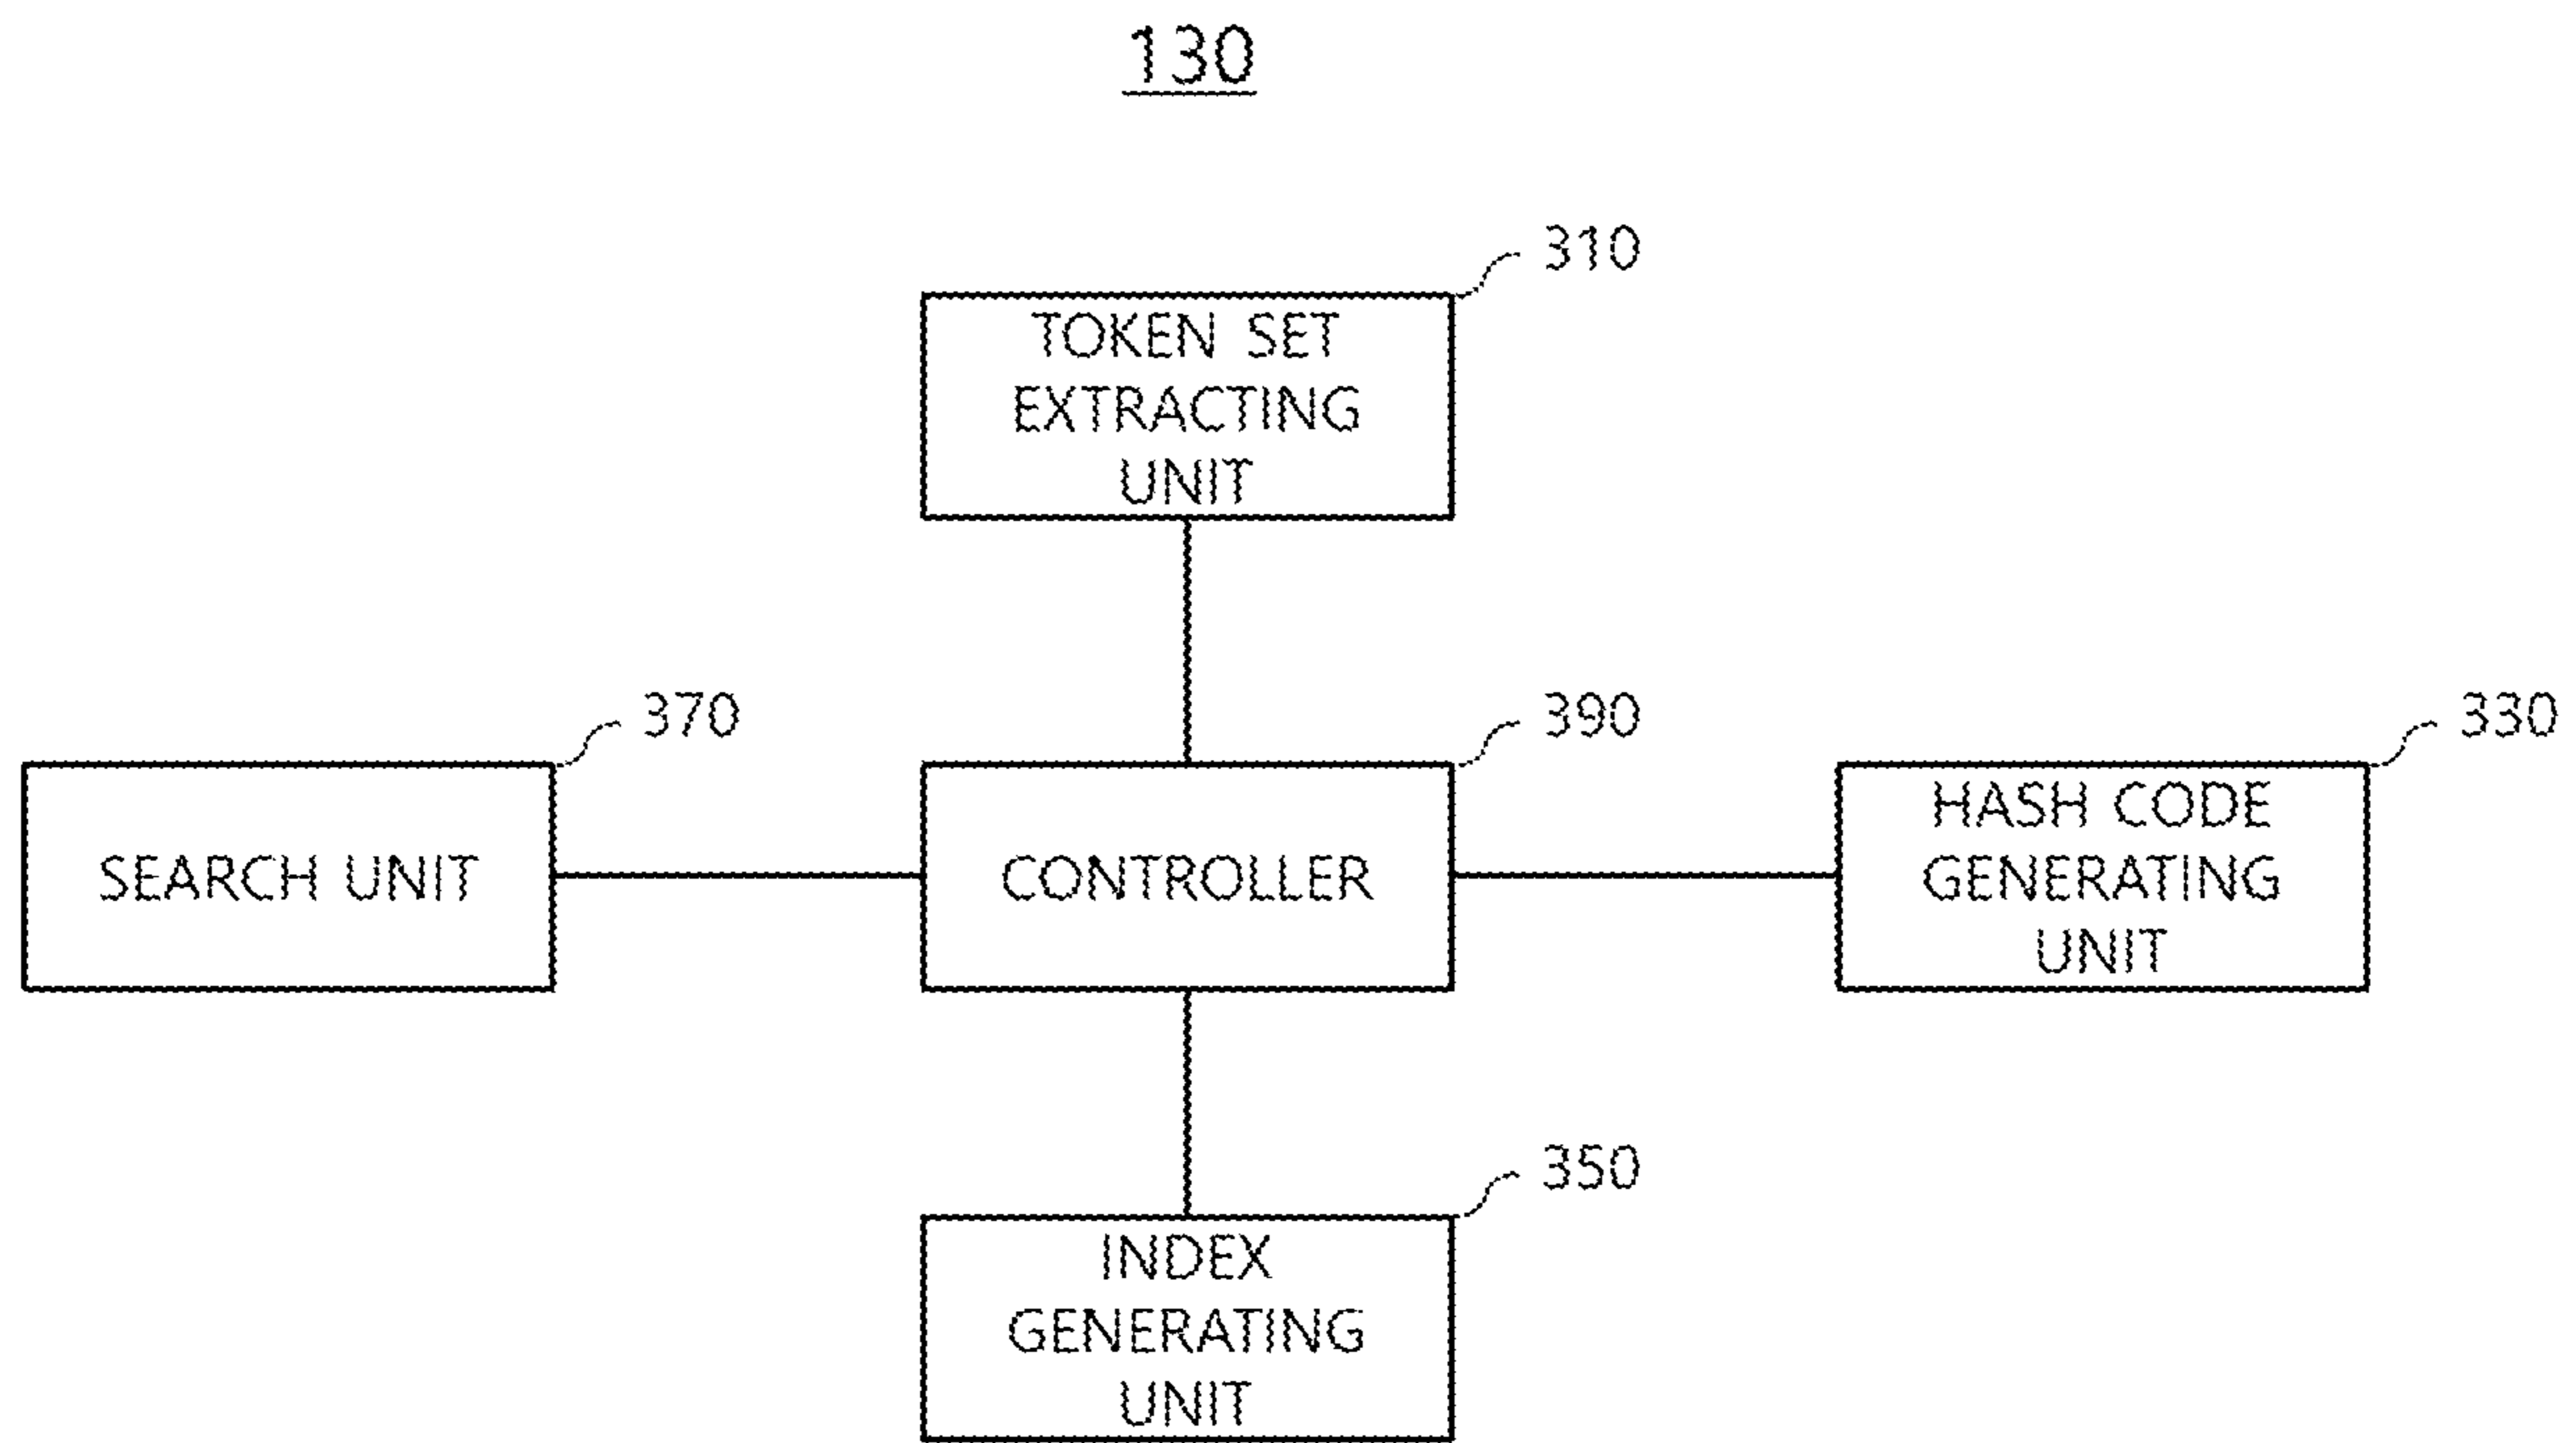 130
310
TOKEN SET
EXTRACTING
UNIT
370
390
330
SEARCH UNIT
CONTROLLER
HASH CODE
GENERATING
UNIT
350
INDEX
GENERATING
UNIT